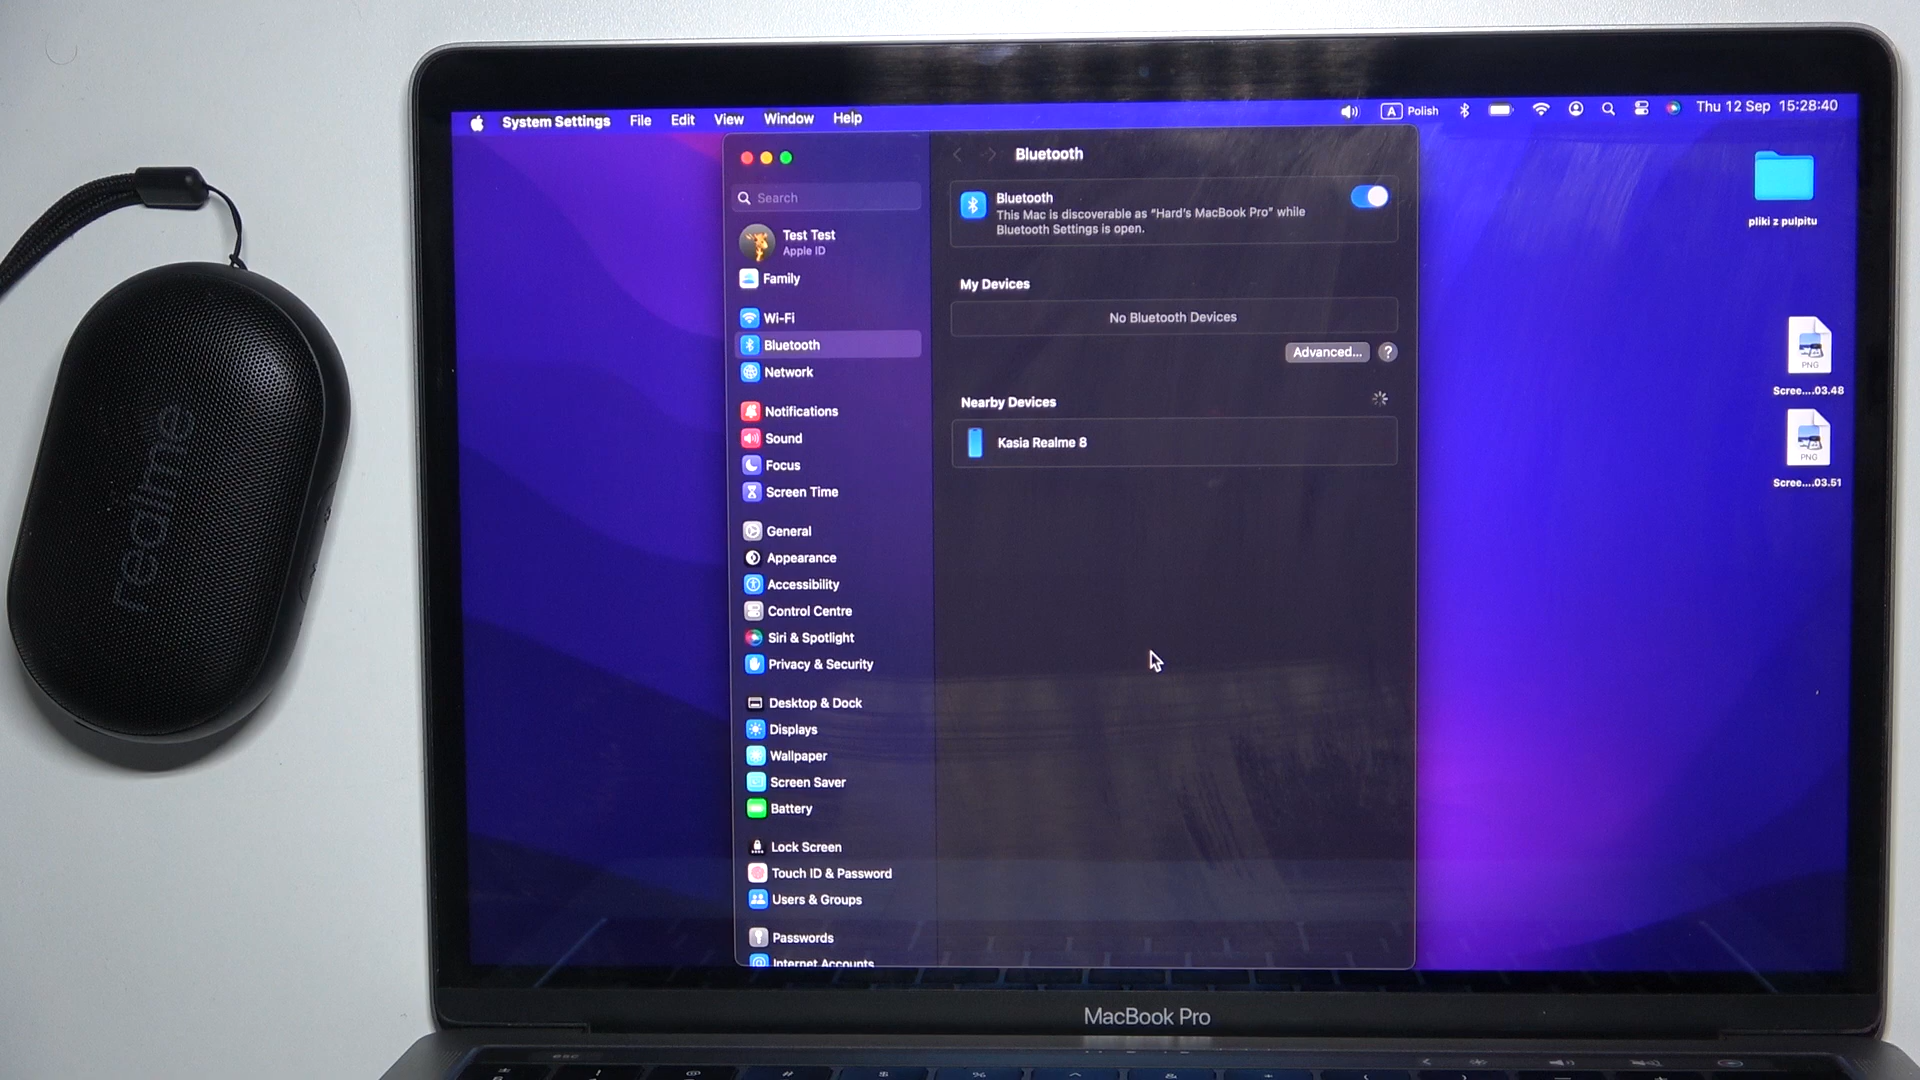 realme
System Settings File Edit View Window Help
A Polish
Thu 12 Sep 15:28:40
Search
Test Test
Apple ID
Family
Wi-Fi
Bluetooth
Network
Notifications
Sound
Focus
Screen Time
General
Appearance
Accessibility
Control Centre
Siri & Spotlight
Privacy & Security
Desktop & Dock
Displays
Wallpaper
Screen Saver
Battery
Lock Screen
Touch ID & Password
Users & Groups
Passwords
Internet Accounts
Bluetooth
Bluetooth
This Mac is discoverable as “Hard’s MacBook Pro” while
Bluetooth Settings is open.
My Devices
No Bluetooth Devices
Advanced... ?
Nearby Devices
Kasia Realme 8
pliki z pulpitu
PNG
Scree....03.48
PNG
Scree....03.51
MacBook Pro
esc